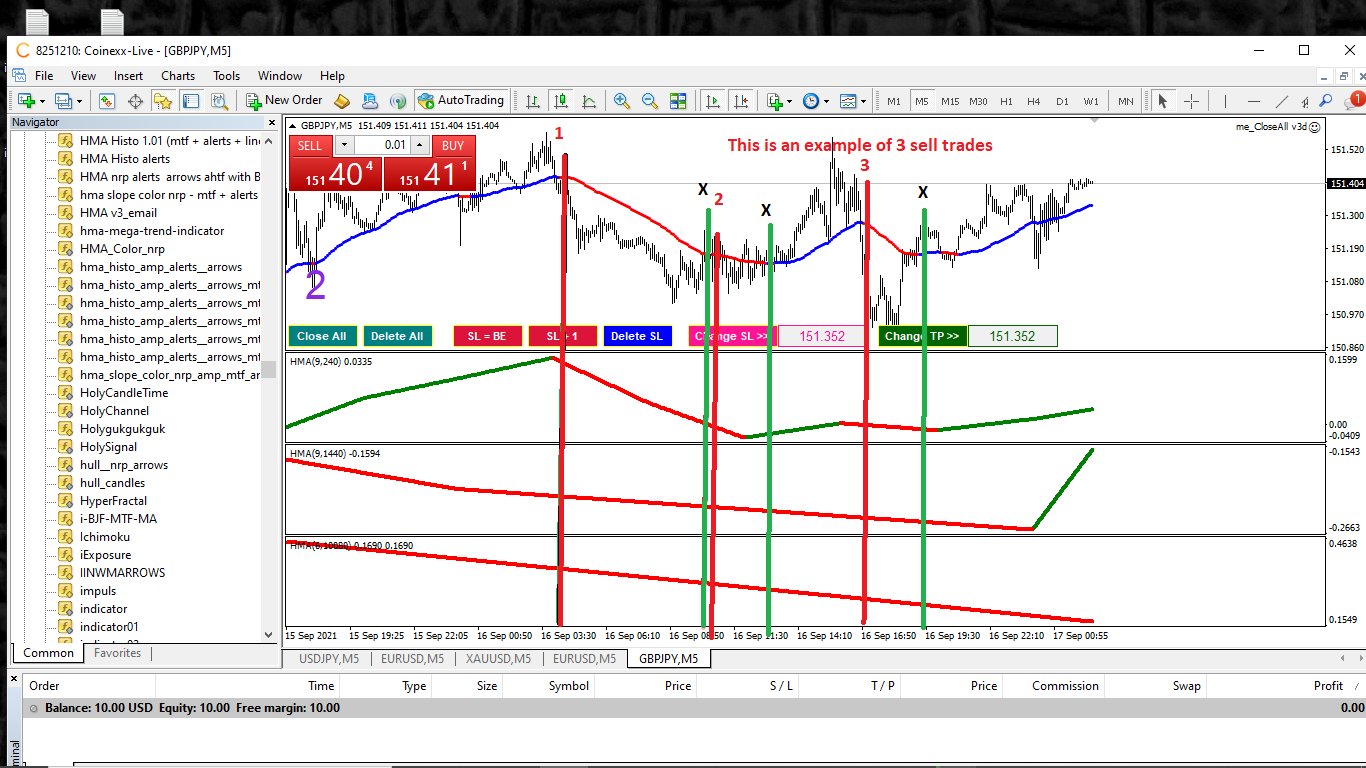 8251210: Coinexx-Live - [GBPJPY,M5]
File View Insert Charts Tools Window Help
New Order AutoTrading M1 M5 M15 M30 H1 H4 D1 W1 MN 1
Navigator
HMA Histo 1.01 (mtf + alerts + line
HMA Histo alerts
HMA nrp alerts arrows ahtf with B
hma slope color nrp - mtf + alerts
HMA v3_email
hma-mega-trend-indicator
HMA_Color_nrp
hma_histo_amp_alerts__arrows
hma_histo_amp_alerts__arrows_mt
hma_histo_amp_alerts__arrows_mt
hma_histo_amp_alerts__arrows_mt
hma_histo_amp_alerts__arrows_mt
hma_histo_amp_alerts__arrows_mt
hma_slope_color_nrp_amp_mtf_ar
HolyCandleTime
HolyChannel
Holygukgukguk
HolySignal
hull__nrp_arrows
hull_candles
HyperFractal
i-BJF-MTF-MA
Ichimoku
iExposure
IINWMARROWS
impuls
indicator
indicator01
Common Favorites
GBPJPY,M5 151.409 151.411 151.404 151.404
me_CloseAll v3d
SELL 0.01 BUY
151 40 4 151 41 1
1
This is an example of 3 sell trades
3
X
2
X
X
2
151.520
151.404
151.300
151.190
151.080
150.970
150.860
Close All Delete All SL = BE SL + 1 Delete SL Change SL >> 151.352 Change TP >> 151.352
HMA(9,240) 0.0335
0.1599
0.00
-0.0409
HMA(9,1440) -0.1594
-0.1543
-0.2663
0.1690 0.1690
0.4638
0.1549
15 Sep 2021 15 Sep 19:25 15 Sep 22:05 16 Sep 00:50 16 Sep 03:30 16 Sep 06:10 16 Sep 08:50 16 Sep 11:30 16 Sep 14:10 16 Sep 16:50 16 Sep 19:30 16 Sep 22:10 17 Sep 00:55
USDJPY,M5 EURUSD,M5 XAUUSD,M5 EURUSD,M5 GBPJPY,M5
Order Time Type Size Symbol Price S / L T / P Price Commission Swap Profit
Balance: 10.00 USD Equity: 10.00 Free margin: 10.00 0.00